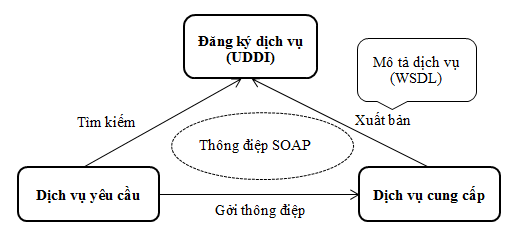 Đăng ký dịch vụ
(UDDI)
Mô tả dịch vụ
(WSDL)
Tìm kiếm
Xuất bản
Thông điệp SOAP
Dịch vụ yêu cầu
Dịch vụ cung cấp
Gởi thông điệp